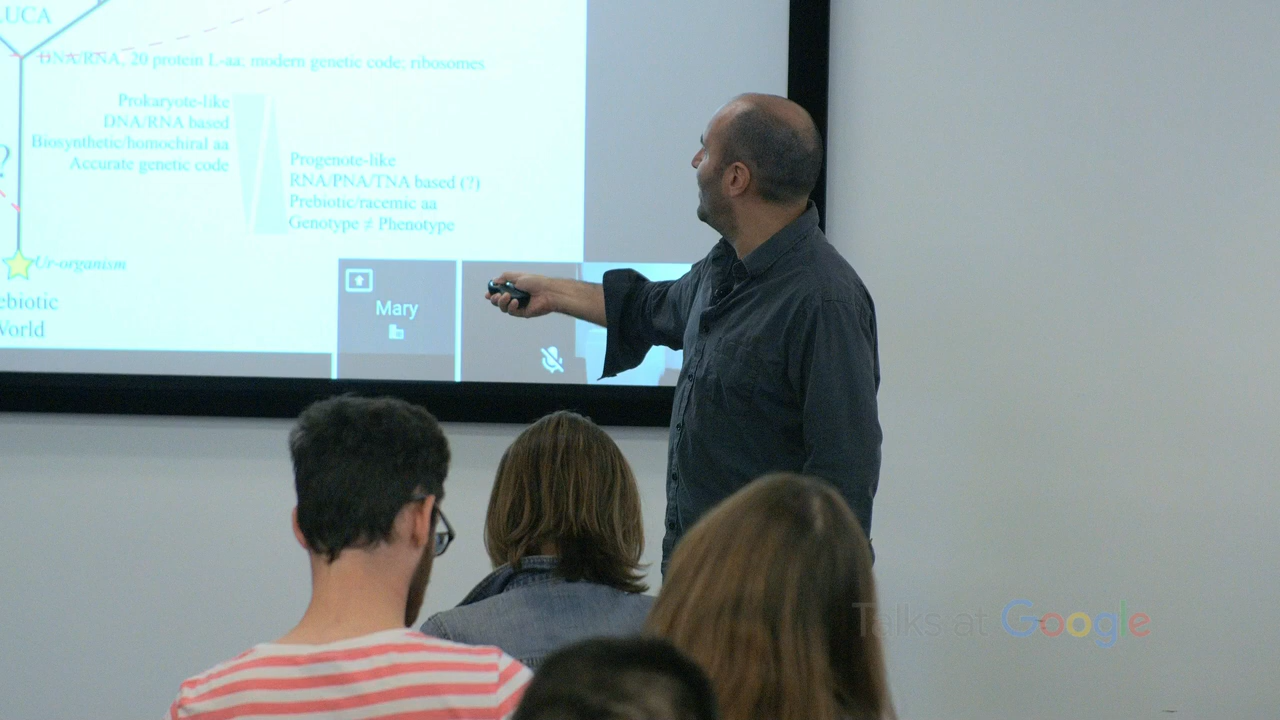 LUCA
DNA/RNA, 20 protein L-aa; modern genetic code; ribosomes
Prokaryote-like
DNA/RNA based
Biosynthetic/homochiral aa
Accurate genetic code
?
Progenote-like
RNA/PNA/TNA based (?)
Prebiotic/racemic aa
Genotype ≠ Phenotype
Ur-organism
ebiotic
World
Mary
Talks at Google